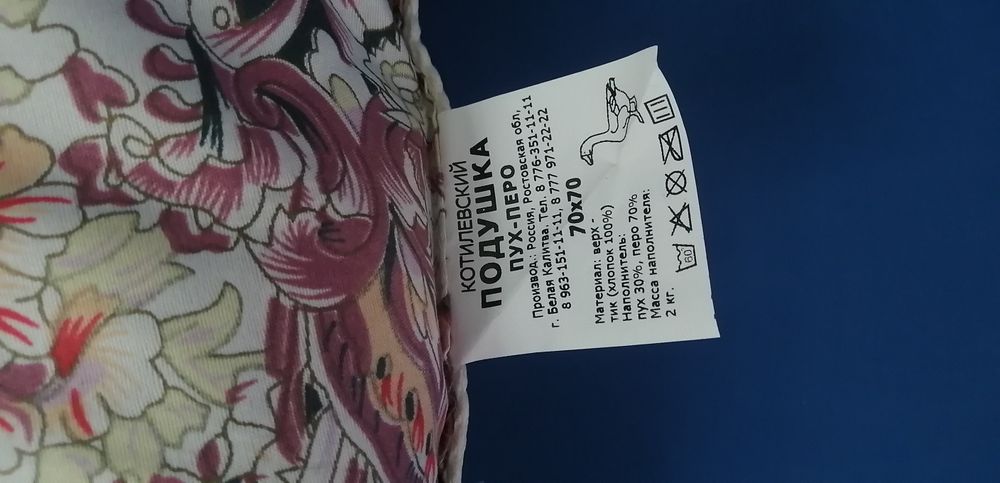 КОТИЛЕВСКИЙ
ПОДУШКА
ПУХ-ПЕРО
Производ.: Россия, Ростовская обл,
г. Белая Калитва. Тел. 8 776-351-11-11
8 963-151-11-11, 8 777 971-22-22
70х70
Материал: верх -
тик (хлопок 100%)
Наполнитель:
пух 30%, перо 70%
Масса наполнителя:
2 кг.
60